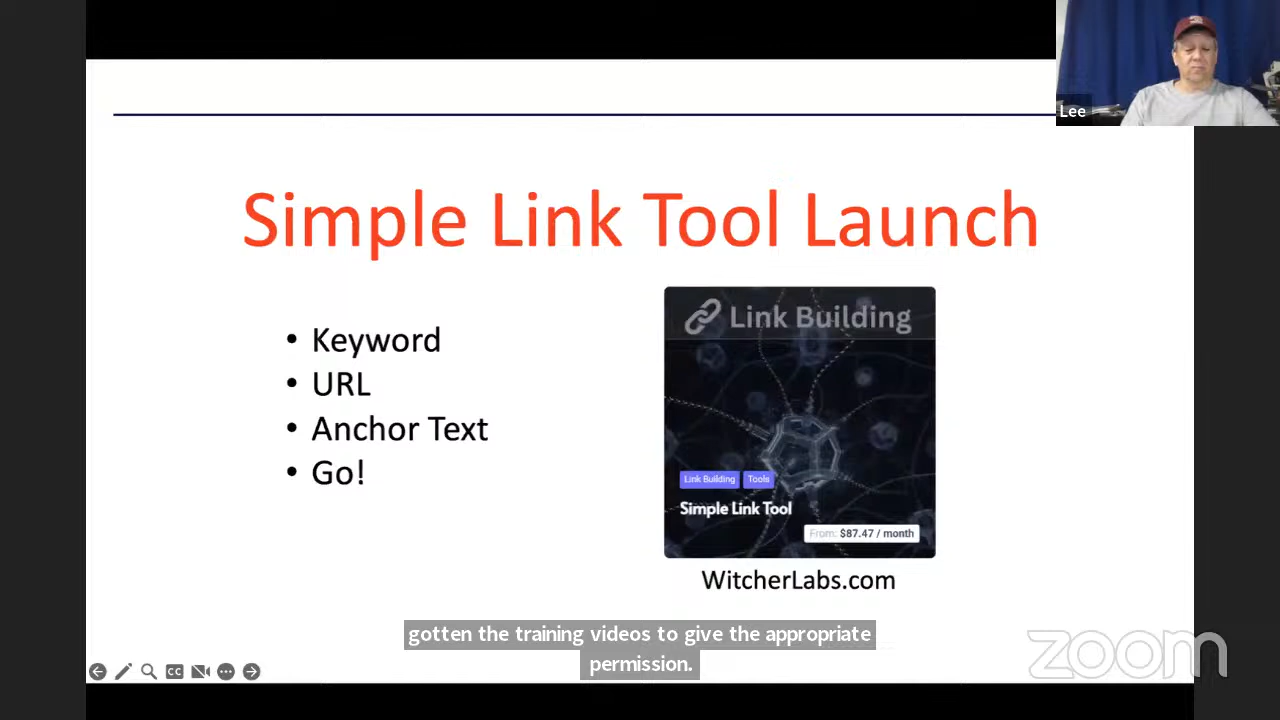 Lee
Simple Link Tool Launch
• Keyword
• URL
• Anchor Text
• Go!
Link Building
Link Building
Tools
Simple Link Tool
From: $87.47 / month
WitcherLabs.com
gotten the training videos to give the appropriate
permission.
CC
zoom